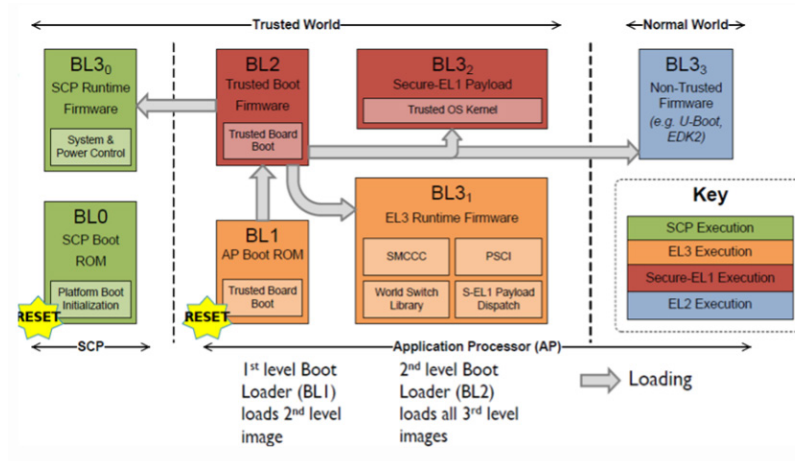 Trusted World
Normal World
BL3₀
SCP Runtime
Firmware
System &
Power Control
BL2
Trusted Boot
Firmware
Trusted Board
Boot
BL3₂
Secure-EL1 Payload
Trusted OS Kernel
BL3₃
Non-Trusted
Firmware
(e.g. U-Boot,
EDK2)
BL0
SCP Boot
ROM
Platform Boot
Initialization
RESET
BL1
AP Boot ROM
Trusted Board
Boot
RESET
BL3₁
EL3 Runtime Firmware
SMCCC
PSCI
World Switch
Library
S-EL1 Payload
Dispatch
Key
SCP Execution
EL3 Execution
Secure-EL1 Execution
EL2 Execution
SCP
Application Processor (AP)
1st level Boot
Loader (BL1)
loads 2nd level
image
2nd level Boot
Loader (BL2)
loads all 3rd level
images
Loading